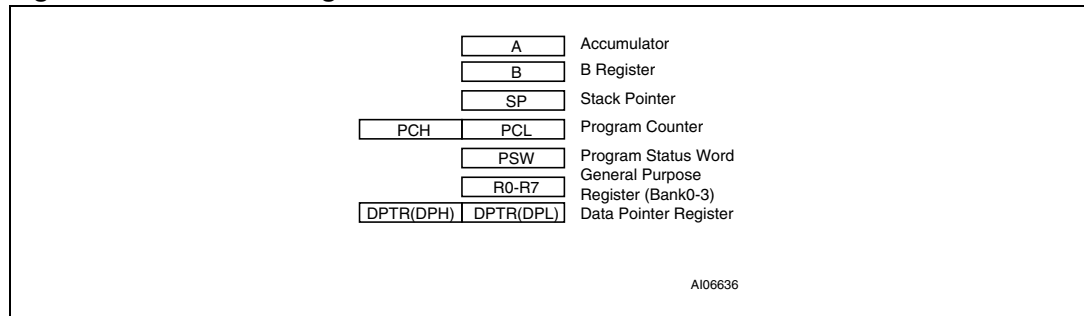 A Accumulator
B B Register
SP Stack Pointer
PCH PCL Program Counter
PSW Program Status Word
R0-R7 General Purpose
Register (Bank0-3)
DPTR(DPH) DPTR(DPL) Data Pointer Register
AI06636